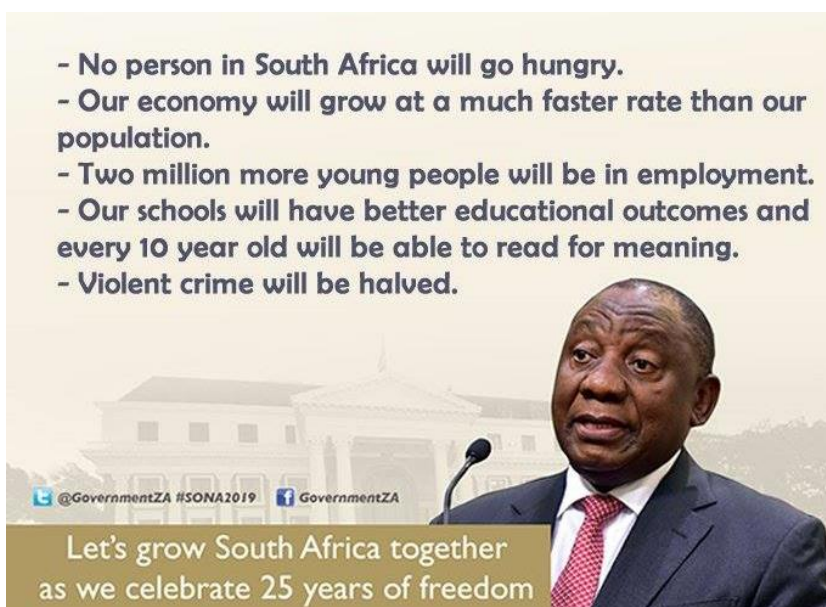 - No person in South Africa will go hungry.
- Our economy will grow at a much faster rate than our
population.
- Two million more young people will be in employment.
- Our schools will have better educational outcomes and
every 10 year old will be able to read for meaning.
- Violent crime will be halved.
@GovernmentZA #SONA2019 GovernmentZA
Let's grow South Africa together
as we celebrate 25 years of freedom